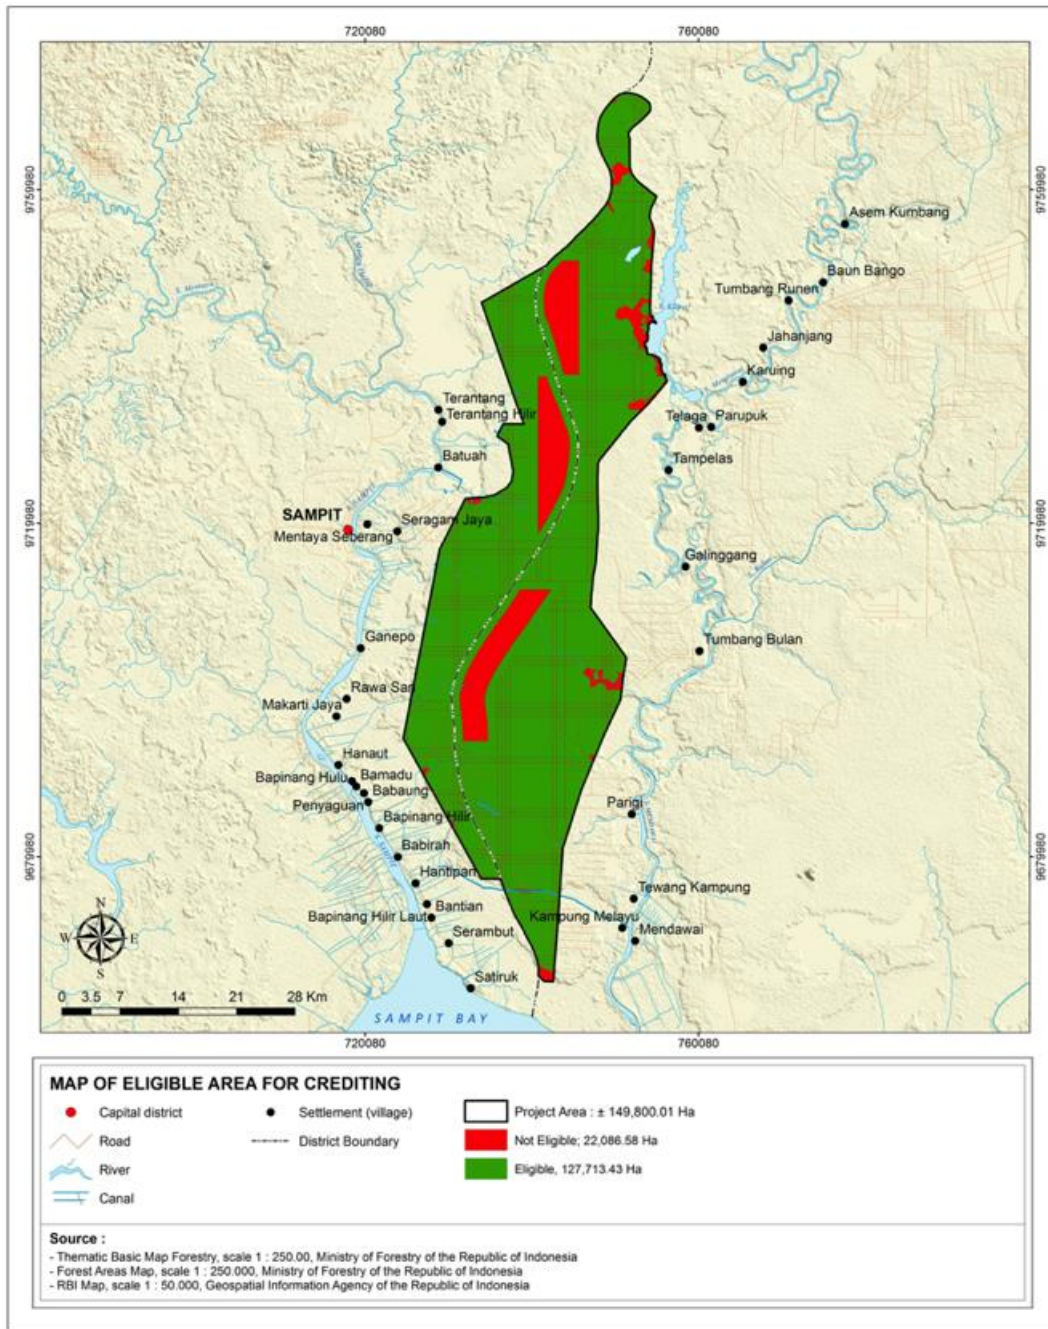 720080
760080
9759980
9759980
Asem Kumbang
Baun Bango
Tumbang Runen
Jahanjang
Karuing
Terantang
Terantang Hilir
Telaga
Parupuk
Batuah
Tampelas
SAMPIT
Seragam Jaya
Mentaya Seberang
9719980
9719980
Galinggang
Ganepo
Tumbang Bulan
Rawa Sari
Makarti Jaya
Hanaut
Bapinang Hulu
Bamadu
Babaung
Penyaguan
Parigi
Bapinang Hilir
Babirah
9679980
9679980
Hantipan
Tewang Kampung
Bantian
Bapinang Hilir Laut
Kampung Melayu
Mendawai
Serambut
Satiruk
N
W
E
S
0 3.5 7 14 21 28 Km
SAMPIT BAY
720080
760080
MAP OF ELIGIBLE AREA FOR CREDITING
Capital district
Settlement (village)
Project Area : ± 149,800.01 Ha
Road
District Boundary
Not Eligible; 22,086.58 Ha
River
Eligible, 127,713.43 Ha
Canal
Source :
- Thematic Basic Map Forestry, scale 1 : 250.00, Ministry of Forestry of the Republic of Indonesia
- Forest Areas Map, scale 1 : 250.000, Ministry of Forestry of the Republic of Indonesia
- RBI Map, scale 1 : 50.000, Geospatial Information Agency of the Republic of Indonesia